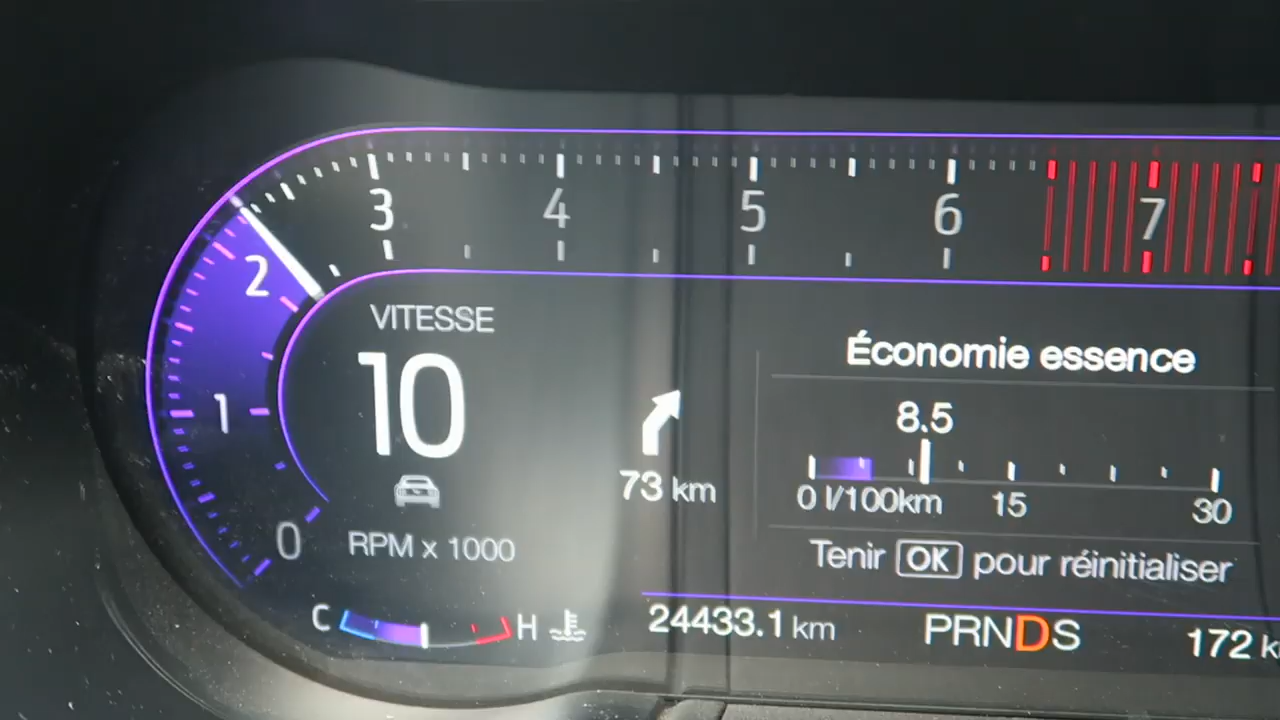 3 4 5 6 7
2
1
0
VITESSE
10
RPM x 1000
C H
73 km
Économie essence
8.5
0 l/100km 15 30
Tenir OK pour réinitialiser
24433.1 km PRNDS 172 k